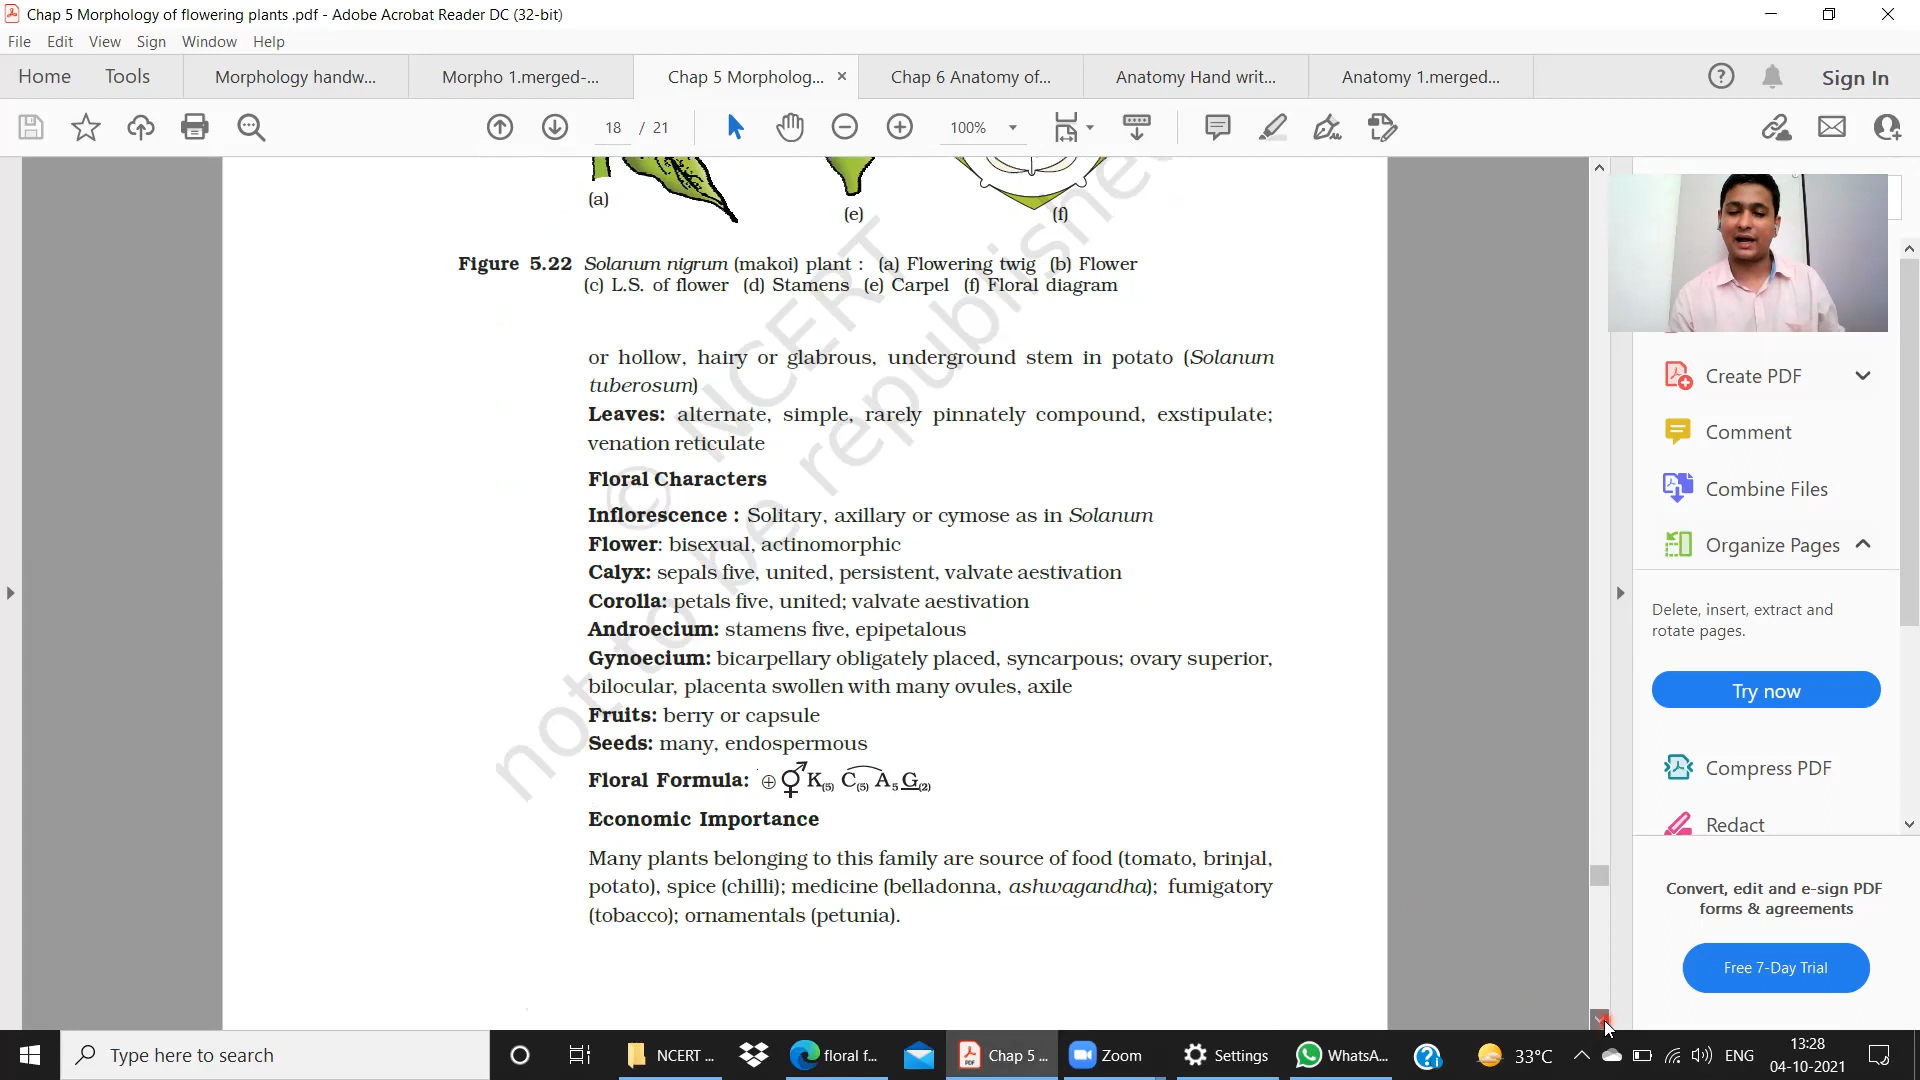 Chap 5 Morphology of flowering plants .pdf - Adobe Acrobat Reader DC (32-bit)
File Edit View Sign Window Help
Home Tools Morphology handw... Morpho 1.merged-... Chap 5 Morpholog... × Chap 6 Anatomy of... Anatomy Hand writ... Anatomy 1.merged... Sign In
18 / 21 100%
(a)
(e)
(f)
Figure 5.22 Solanum nigrum (makoi) plant : (a) Flowering twig (b) Flower
(c) L.S. of flower (d) Stamens (e) Carpel (f) Floral diagram
or hollow, hairy or glabrous, underground stem in potato (Solanum
tuberosum)
Leaves: alternate, simple, rarely pinnately compound, exstipulate;
venation reticulate
Floral Characters
Inflorescence : Solitary, axillary or cymose as in Solanum
Flower: bisexual, actinomorphic
Calyx: sepals five, united, persistent, valvate aestivation
Corolla: petals five, united; valvate aestivation
Androecium: stamens five, epipetalous
Gynoecium: bicarpellary obligately placed, syncarpous; ovary superior,
bilocular, placenta swollen with many ovules, axile
Fruits: berry or capsule
Seeds: many, endospermous
Floral Formula: ⊕ ⚥ K(5) C(5) A5 G(2)
Economic Importance
Many plants belonging to this family are source of food (tomato, brinjal,
potato), spice (chilli); medicine (belladonna, ashwagandha); fumigatory
(tobacco); ornamentals (petunia).
© NCERT
not to be republished
Create PDF
Comment
Combine Files
Organize Pages
Delete, insert, extract and
rotate pages.
Try now
Compress PDF
Redact
Convert, edit and e-sign PDF
forms & agreements
Free 7-Day Trial
Type here to search
NCERT ... floral f... Chap 5 ... Zoom Settings WhatsA... 33°C ENG
13:28
04-10-2021